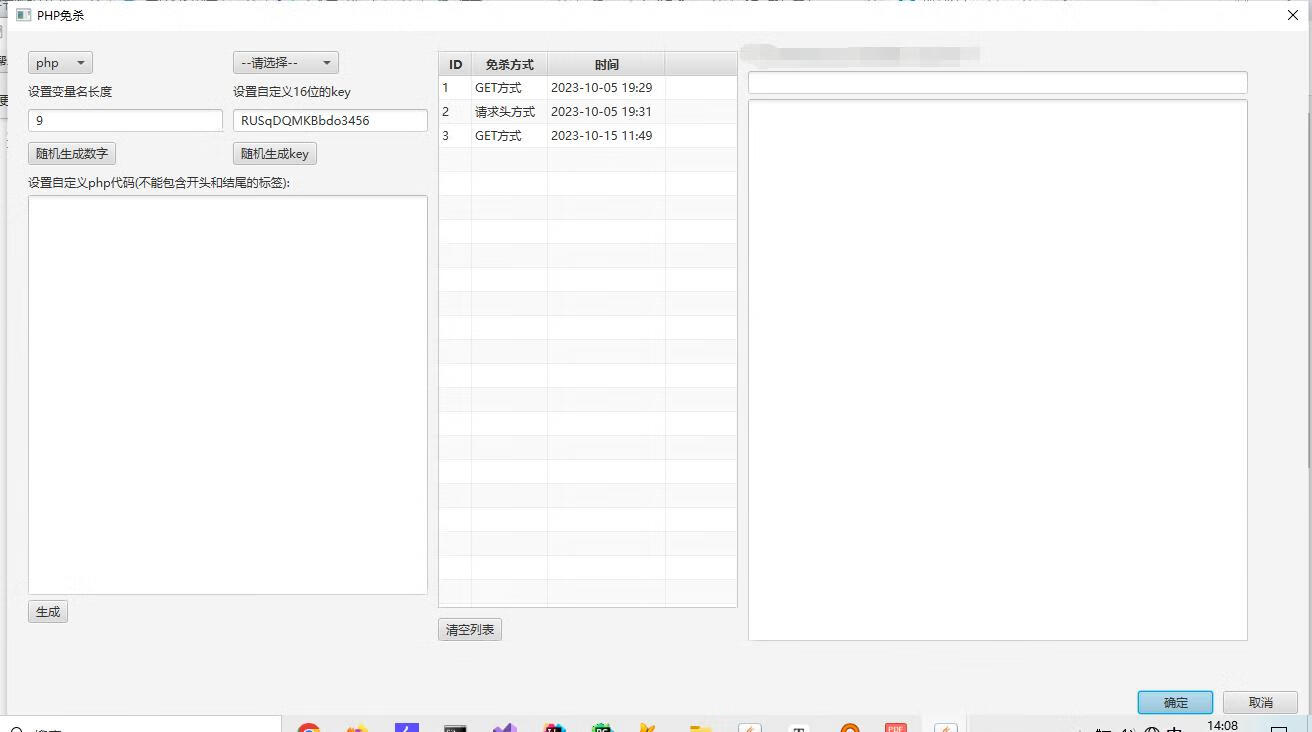 PHP免杀
php
--请选择--
设置变量名长度
设置自定义16位的key
9
RUSqDQMKBbdo3456
随机生成数字
随机生成key
设置自定义php代码(不能包含开头和结尾的标签):
生成
ID 免杀方式 时间
1 GET方式 2023-10-05 19:29
2 请求头方式 2023-10-05 19:31
3 GET方式 2023-10-15 11:49
清空列表
确定
取消
14:08